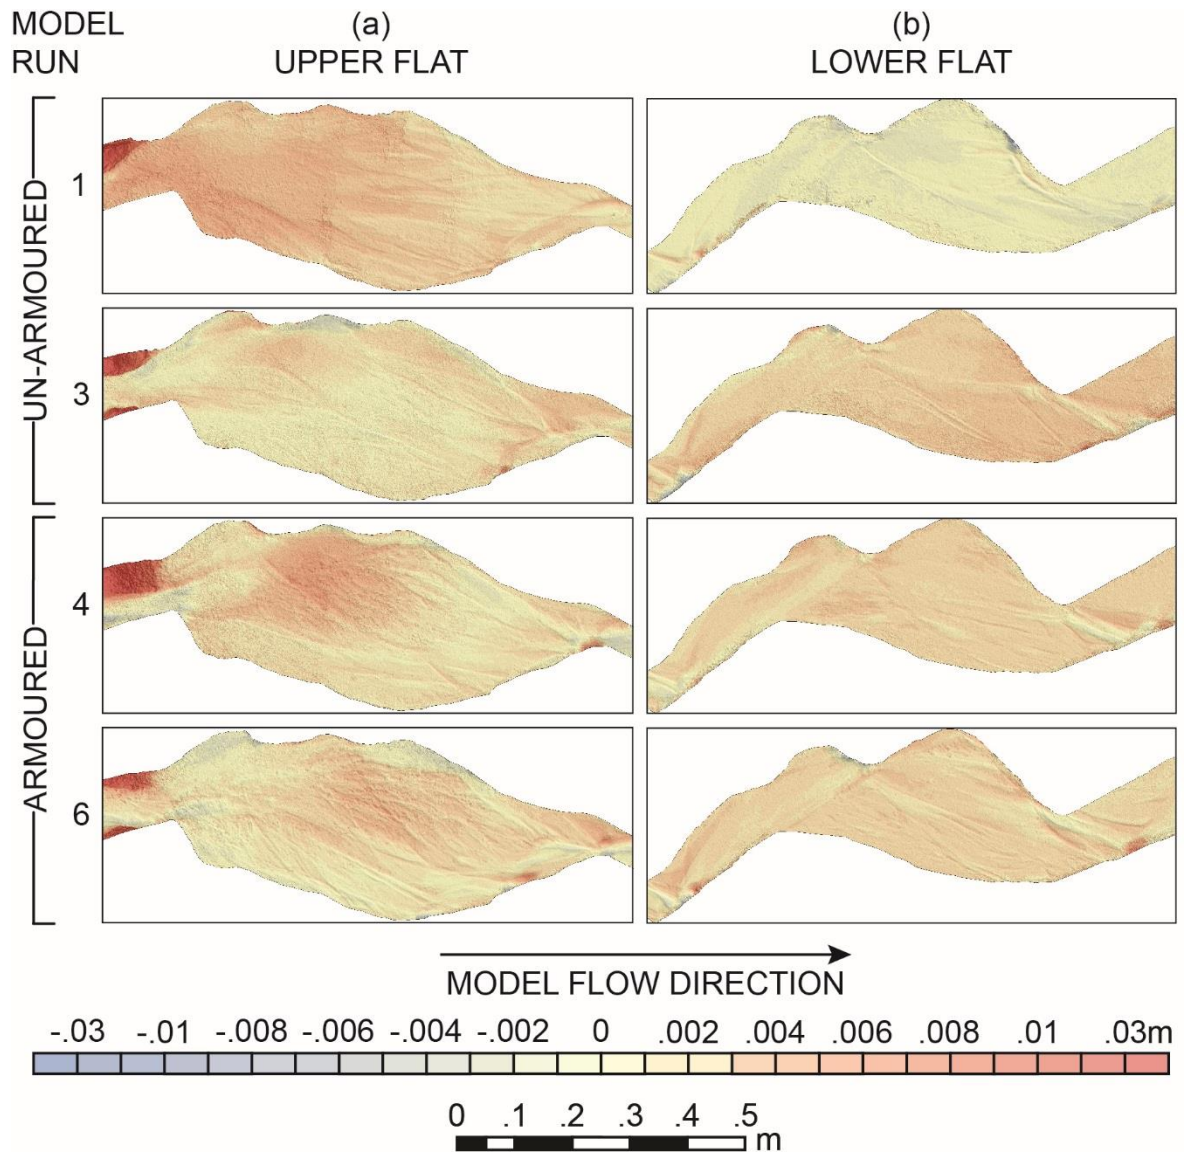 MODEL RUN
(a)
UPPER FLAT
(b)
LOWER FLAT
UN-ARMOURED
1
3
ARMOURED
4
6
MODEL FLOW DIRECTION
-.03 -.01 -.008 -.006 -.004 -.002 0 .002 .004 .006 .008 .01 .03m
0 .1 .2 .3 .4 .5
m